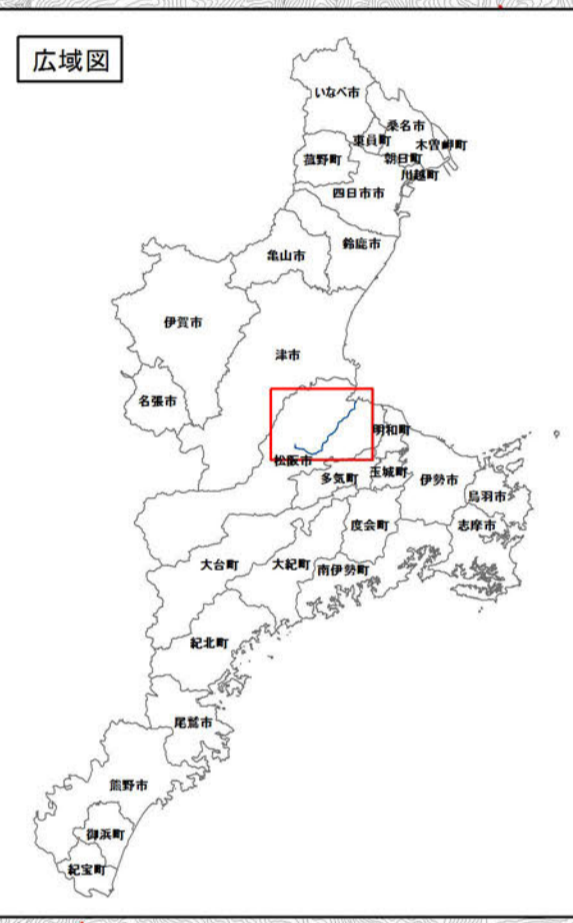 広域図
いなべ市
桑名市
東員町
木曽岬町
菰野町
朝日町
川越町
四日市市
鈴鹿市
亀山市
伊賀市
津市
名張市
明和町
松阪市
玉城町
多気町
伊勢市
鳥羽市
度会町
志摩市
大台町
大紀町
南伊勢町
紀北町
尾鷲市
熊野市
御浜町
紀宝町